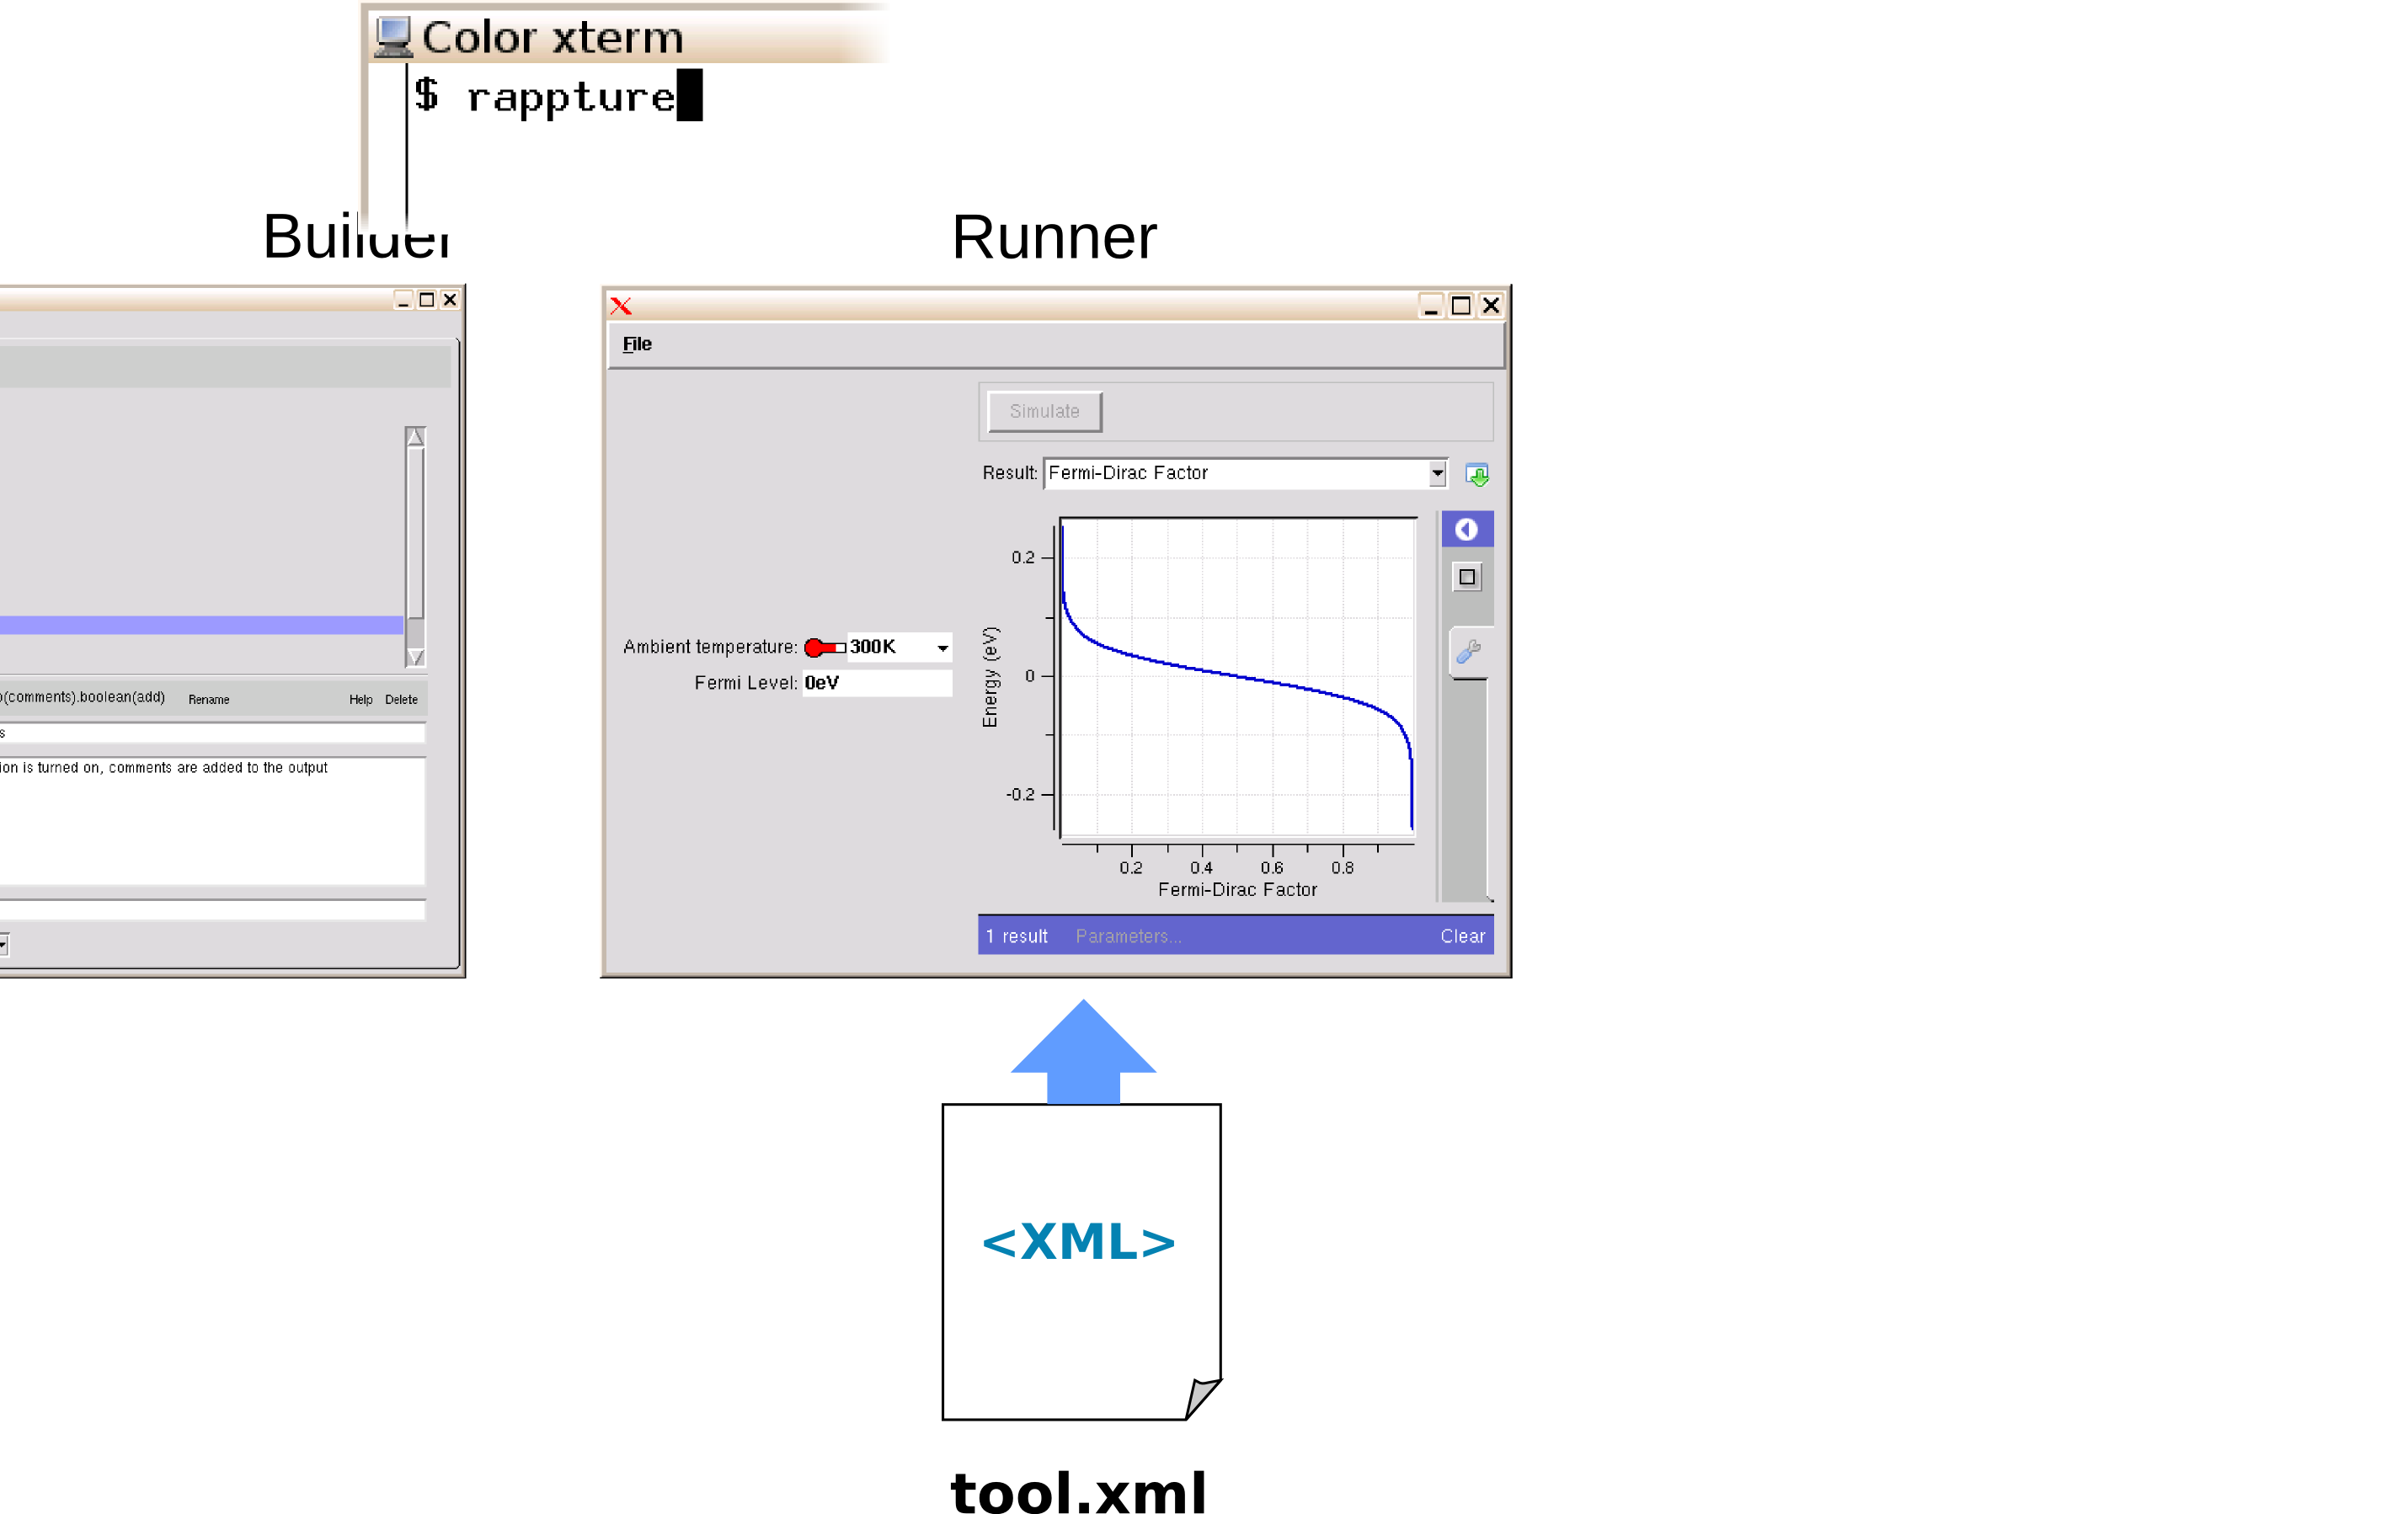 Color xterm
$ rappture
Builder
Runner
(comments).boolean(add) Rename Help Delete
s
ion is turned on, comments are added to the output
File
Simulate
Result: Fermi-Dirac Factor
Ambient temperature: 300K
Fermi Level: 0eV
Energy (eV)
0.2
0
-0.2
0.2 0.4 0.6 0.8
Fermi-Dirac Factor
1 result Parameters... Clear
<XML>
tool.xml